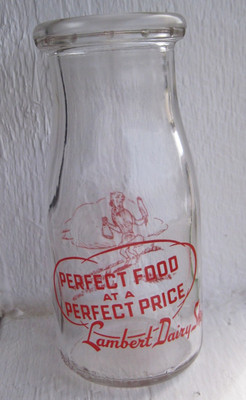 PERFECT FOOD
AT A
PERFECT PRICE
Lambert Dairy